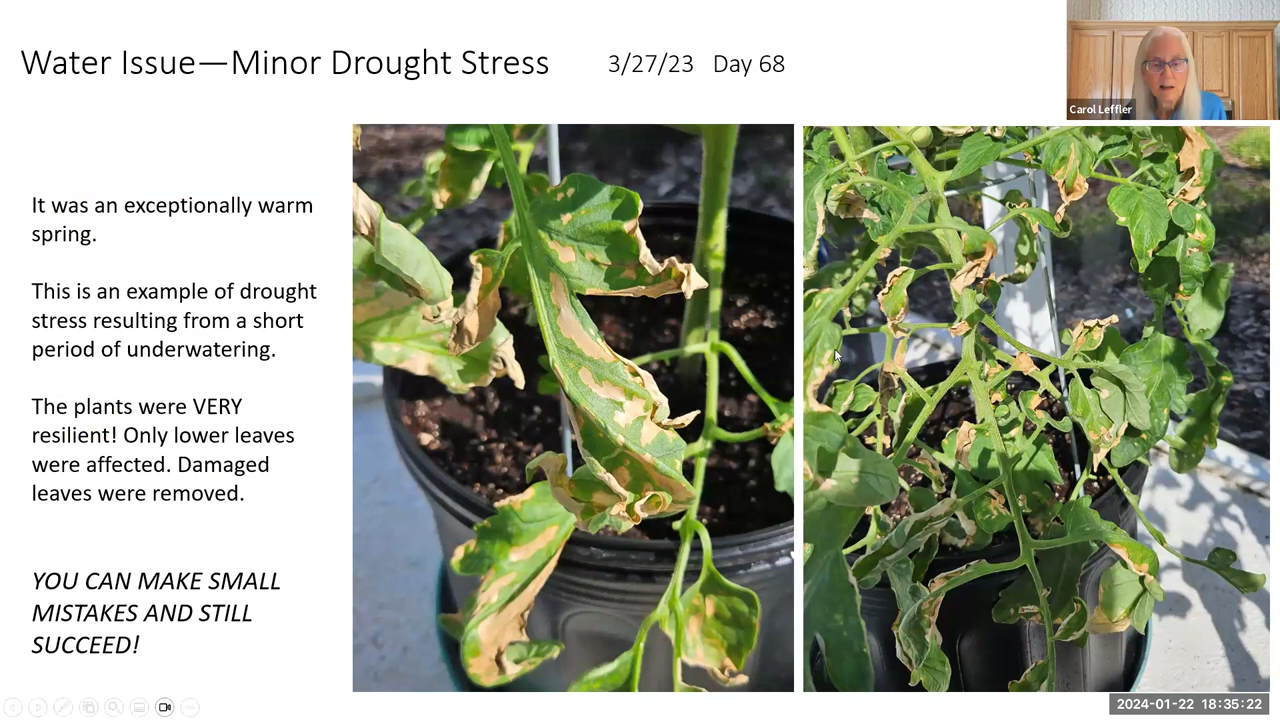 Water Issue—Minor Drought Stress 3/27/23 Day 68
Carol Leffler
It was an exceptionally warm
spring.
This is an example of drought
stress resulting from a short
period of underwatering.
The plants were VERY
resilient! Only lower leaves
were affected. Damaged
leaves were removed.
YOU CAN MAKE SMALL
MISTAKES AND STILL
SUCCEED!
2024-01-22 18:35:22